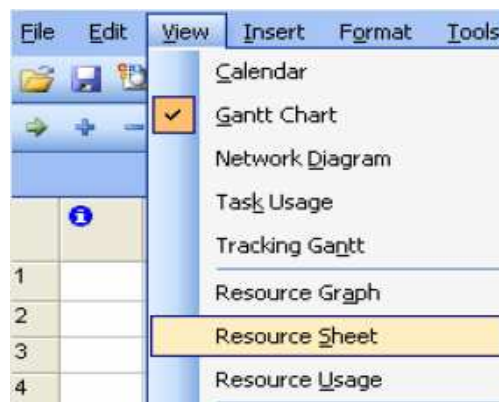 File Edit View Insert Format Tools
Calendar
Gantt Chart
Network Diagram
Task Usage
Tracking Gantt
1
Resource Graph
2
Resource Sheet
3
Resource Usage
4